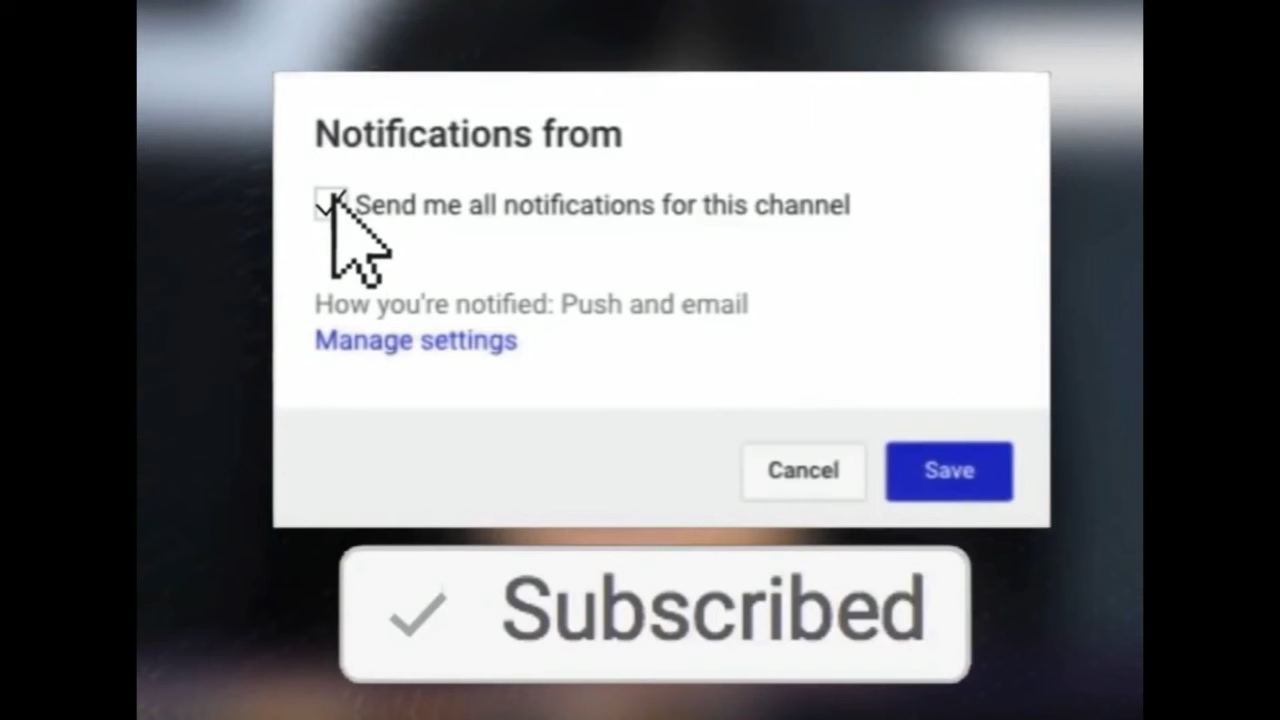 Notifications from
Send me all notifications for this channel
How you're notified: Push and email
Manage settings
Cancel Save
Subscribed